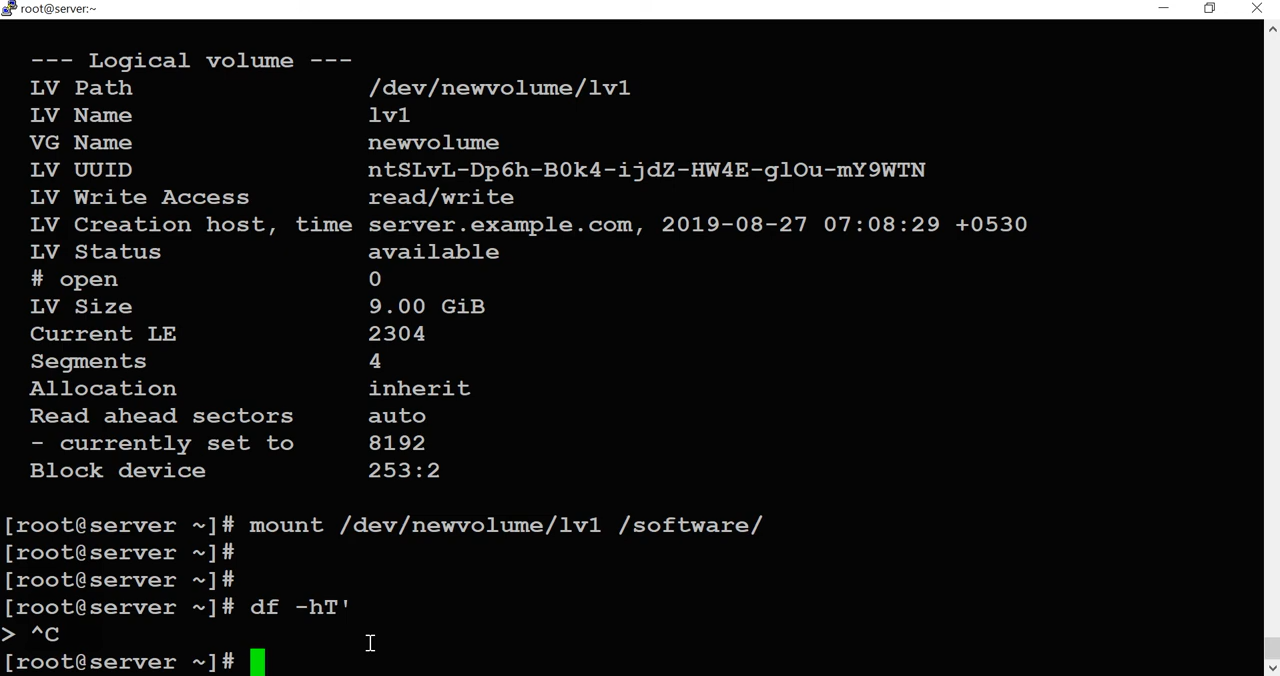 root@server:~
--- Logical volume ---
LV Path /dev/newvolume/lv1
LV Name lv1
VG Name newvolume
LV UUID ntSLvL-Dp6h-B0k4-ijdZ-HW4E-glOu-mY9WTN
LV Write Access read/write
LV Creation host, time server.example.com, 2019-08-27 07:08:29 +0530
LV Status available
# open 0
LV Size 9.00 GiB
Current LE 2304
Segments 4
Allocation inherit
Read ahead sectors auto
- currently set to 8192
Block device 253:2
[root@server ~]# mount /dev/newvolume/lv1 /software/
[root@server ~]#
[root@server ~]#
[root@server ~]# df -hT'
> ^C
[root@server ~]#